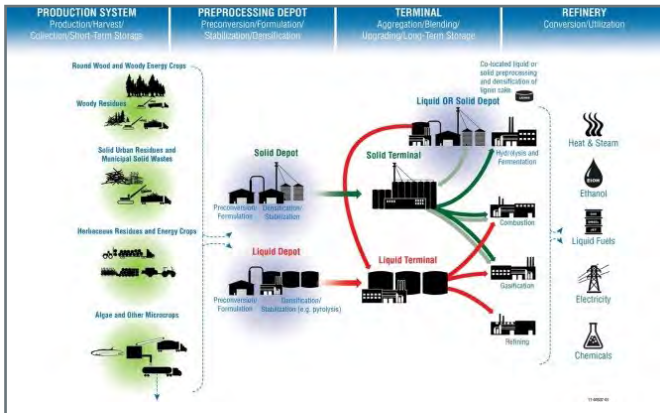 PRODUCTION SYSTEM
Production/Harvest/
Collection/Short-Term Storage
PREPROCESSING DEPOT
Preconversion/Formulation/
Stabilization/Densification
TERMINAL
Aggregation/Blending/
Upgrading/Long-Term Storage
REFINERY
Conversion/Utilization
Round Wood and Woody Energy Crops
Woody Residues
Solid Urban Residues and
Municipal Solid Wastes
Herbaceous Residues and Energy Crops
Algae and Other Microcrops
Solid Depot
Preconversion/
Formulation
Densification/
Stabilization
Liquid Depot
Preconversion/
Formulation
Densification/
Stabilization (e.g. pyrolysis)
Co-located liquid or
solid preprocessing
and densification of
lignin cake
Liquid OR Solid Depot
Solid Terminal
Liquid Terminal
Hydrolysis and
Fermentation
Combustion
Gasification
Refining
Heat & Steam
Ethanol
Liquid Fuels
Electricity
Chemicals